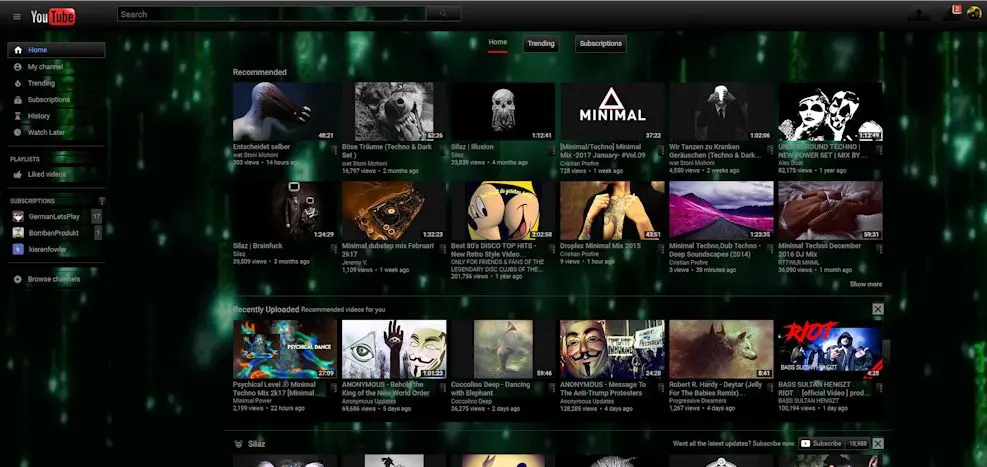 YouTube
Search
2
Home
Trending
Subscriptions
Home
My channel
Trending
Subscriptions
History
Watch Later
PLAYLISTS
Liked videos
SUBSCRIPTIONS
GermanLetsPlay 17
BombenProdukt 1
k kierenfowler
Browse channels
Recommended
48:21
Entscheidet selber
wat Stoni Mohoni
303 views • 14 hours ago
53:26
Böse Träume (Techno & Dark
Set )
wat Stoni Mohoni
16,797 views • 2 months ago
1:12:41
Silaz | Illusion
Silaz
33,839 views • 4 months ago
MINIMAL
37:22
[Minimal/Techno] Minimal
Mix -2017 January- #Vol.09
Cristian Profire
728 views • 1 week ago
1:02:06
Wir Tanzen zu Kranken
Geräuschen (Techno & Dark...
wat Stoni Mohoni
4,550 views • 2 weeks ago
1:13:49
UNDERGROUND TECHNO |
NEW POWER SET | MIX BY...
Alex Dust
82,175 views • 1 year ago
1:24:29
Silaz | Brainfuck
Silaz
39,509 views • 3 months ago
1:32:23
Minimal dubstep mix Februari
2k17
Jeremy V.
1,109 views • 1 week ago
2:02:58
Best 80's DISCO TOP HITS -
New Retro Style Video...
ONLY FOR FRIENDS & FANS OF THE
LEGENDARY DISC CLUBS OF THE...
201,756 views • 1 year ago
43:51
Droplex Minimal Mix 2015
Cristian Profire
9 views • 1 hour ago
1:23:35
Minimal Techno,Dub Techno -
Deep Soundscapes (2014)
Cristian Profire
3 views • 38 minutes ago
59:31
Minimal Techno December
2016 DJ Mix
RTTWLR MNML
36,090 views • 1 month ago
Show more
Recently Uploaded Recommended videos for you
PSYCHICAL DANCE
27:09
Psychical Level ૐ Minimal
Techno Mix 2k17 [Minimal...
Minimal Power
2,199 views • 22 hours ago
1:01:23
ANONYMOUS - Behold the
King of the New World Order
Anonymous Updates
69,686 views • 5 days ago
59:46
Coccolino Deep - Dancing
with Elephant
Coccolino Deep
36,275 views • 2 days ago
24:28
ANONYMOUS - Message To
The Anti-Trump Protesters
Anonymous Updates
128,285 views • 4 days ago
8:41
Robert R. Hardy - Deytar (Jelly
For The Babies Remix)...
Progressive Dreamers
1,267 views • 4 days ago
RIOT
BASS SULTAN HENGZT
4:28
BASS SULTAN HENGZT
RIOT [official Video ] prod...
BASS SULTAN HENGZT
100,194 views • 1 day ago
Silaz
Want all the latest updates? Subscribe now.
Subscribe 18,988